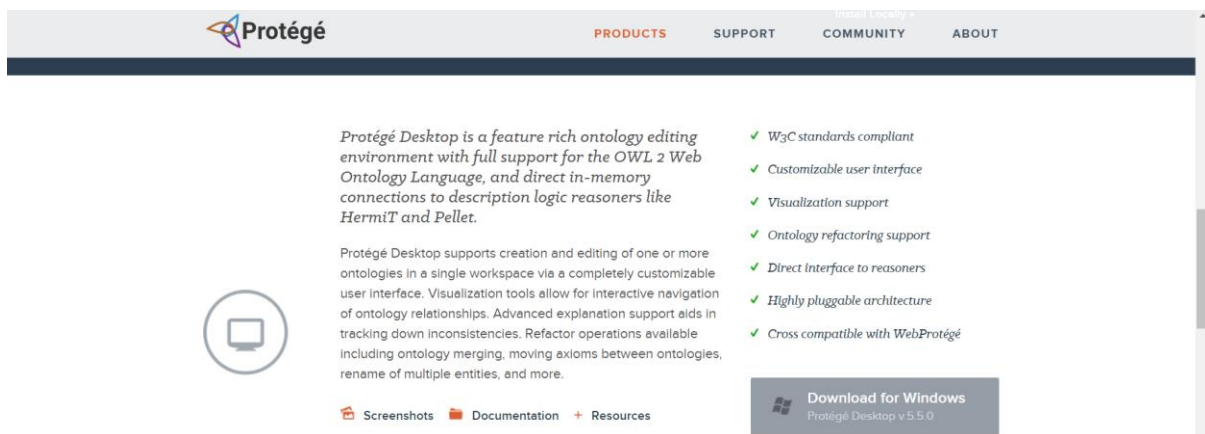 Install Locally »
Protégé
PRODUCTS SUPPORT COMMUNITY ABOUT
Protégé Desktop is a feature rich ontology editing
environment with full support for the OWL 2 Web
Ontology Language, and direct in-memory
connections to description logic reasoners like
HermiT and Pellet.
Protégé Desktop supports creation and editing of one or more
ontologies in a single workspace via a completely customizable
user interface. Visualization tools allow for interactive navigation
of ontology relationships. Advanced explanation support aids in
tracking down inconsistencies. Refactor operations available
including ontology merging, moving axioms between ontologies,
rename of multiple entities, and more.
Screenshots Documentation + Resources
W3C standards compliant
Customizable user interface
Visualization support
Ontology refactoring support
Direct interface to reasoners
Highly pluggable architecture
Cross compatible with WebProtégé
Download for Windows
Protégé Desktop v.5.5.0